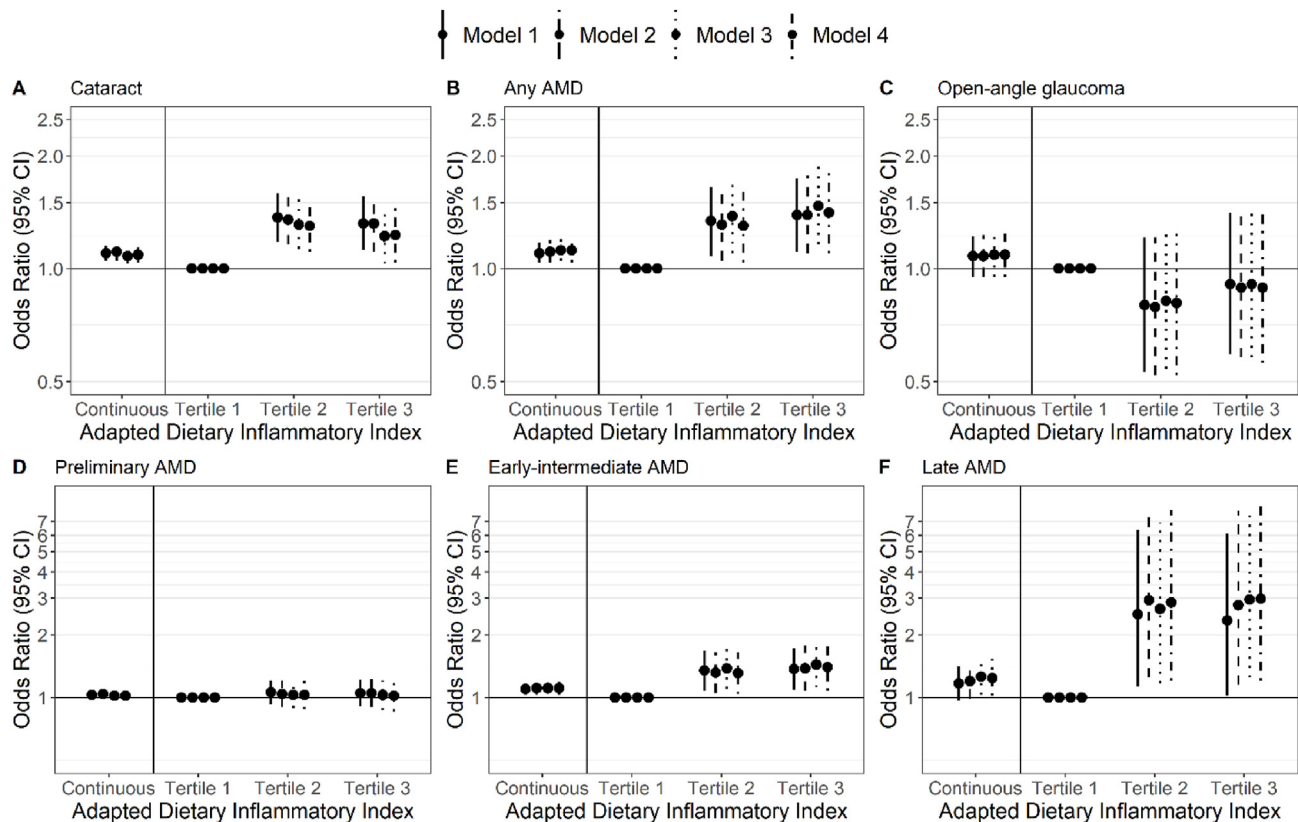 Model 1 Model 2 Model 3 Model 4
A Cataract
B Any AMD
C Open-angle glaucoma
Odds Ratio (95% CI)
2.5
2.0
1.5
1.0
0.5
Continuous Tertile 1 Tertile 2 Tertile 3
Adapted Dietary Inflammatory Index
Odds Ratio (95% CI)
2.5
2.0
1.5
1.0
0.5
Continuous Tertile 1 Tertile 2 Tertile 3
Adapted Dietary Inflammatory Index
Odds Ratio (95% CI)
2.5
2.0
1.5
1.0
0.5
Continuous Tertile 1 Tertile 2 Tertile 3
Adapted Dietary Inflammatory Index
D Preliminary AMD
E Early-intermediate AMD
F Late AMD
Odds Ratio (95% CI)
7
6
5
4
3
2
1
Continuous Tertile 1 Tertile 2 Tertile 3
Adapted Dietary Inflammatory Index
Odds Ratio (95% CI)
7
6
5
4
3
2
1
Continuous Tertile 1 Tertile 2 Tertile 3
Adapted Dietary Inflammatory Index
Odds Ratio (95% CI)
7
6
5
4
3
2
1
Continuous Tertile 1 Tertile 2 Tertile 3
Adapted Dietary Inflammatory Index